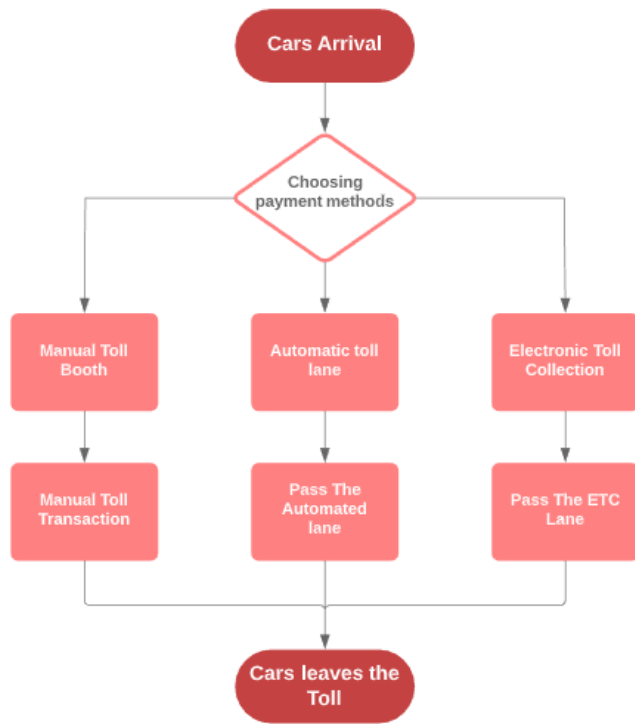 Cars Arrival
Choosing
payment methods
Manual Toll
Booth
Automatic toll
lane
Electronic Toll
Collection
Manual Toll
Transaction
Pass The
Automated
lane
Pass The ETC
Lane
Cars leaves the
Toll